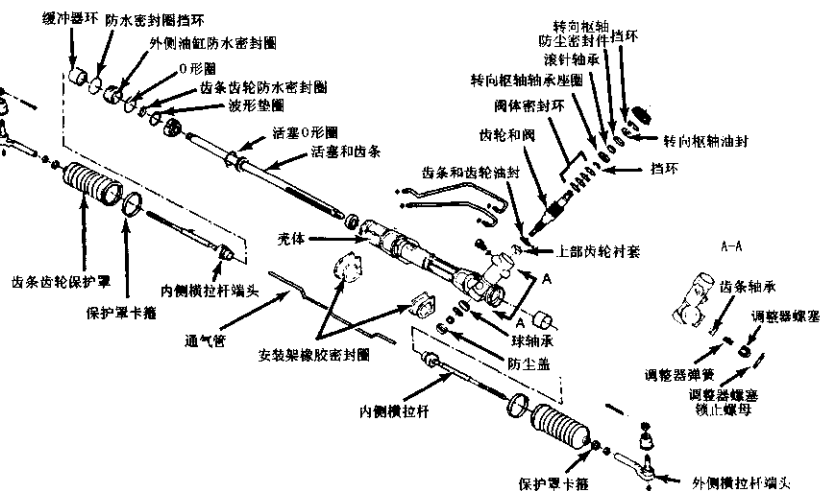 缓冲器环
防水密封圈挡环
外侧油缸防水密封圈
O形圈
齿条齿轮防水密封圈
波形垫圈
活塞O形圈
活塞和齿条
转向枢轴
防尘密封件
挡环
滚针轴承
转向枢轴轴承座圈
阀体密封环
齿轮和阀
转向枢轴油封
挡环
齿条和齿轮油封
上部齿轮衬套
壳体
A-A
A
A
齿条轴承
调整器螺塞
调整器弹簧
调整器螺塞
锁止螺母
齿条齿轮保护罩
保护罩卡箍
内侧横拉杆端头
通气管
安装架橡胶密封圈
球轴承
防尘盖
内侧横拉杆
保护罩卡箍
外侧横拉杆端头